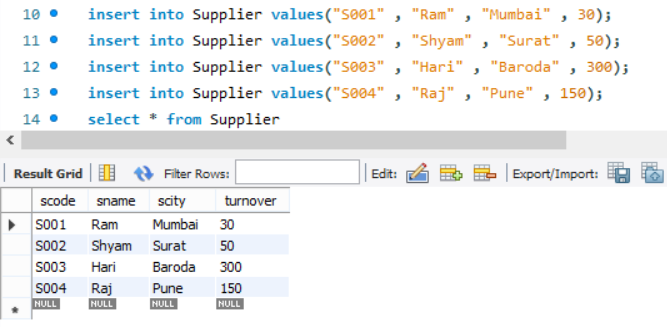 10 insert into Supplier values("S001" , "Ram" , "Mumbai" , 30);
11 insert into Supplier values("S002" , "Shyam" , "Surat" , 50);
12 insert into Supplier values("S003" , "Hari" , "Baroda" , 300);
13 insert into Supplier values("S004" , "Raj" , "Pune" , 150);
14 select * from Supplier
Result Grid Filter Rows: Edit: Export/Import:
scode sname scity turnover
S001 Ram Mumbai 30
S002 Shyam Surat 50
S003 Hari Baroda 300
S004 Raj Pune 150
NULL NULL NULL NULL